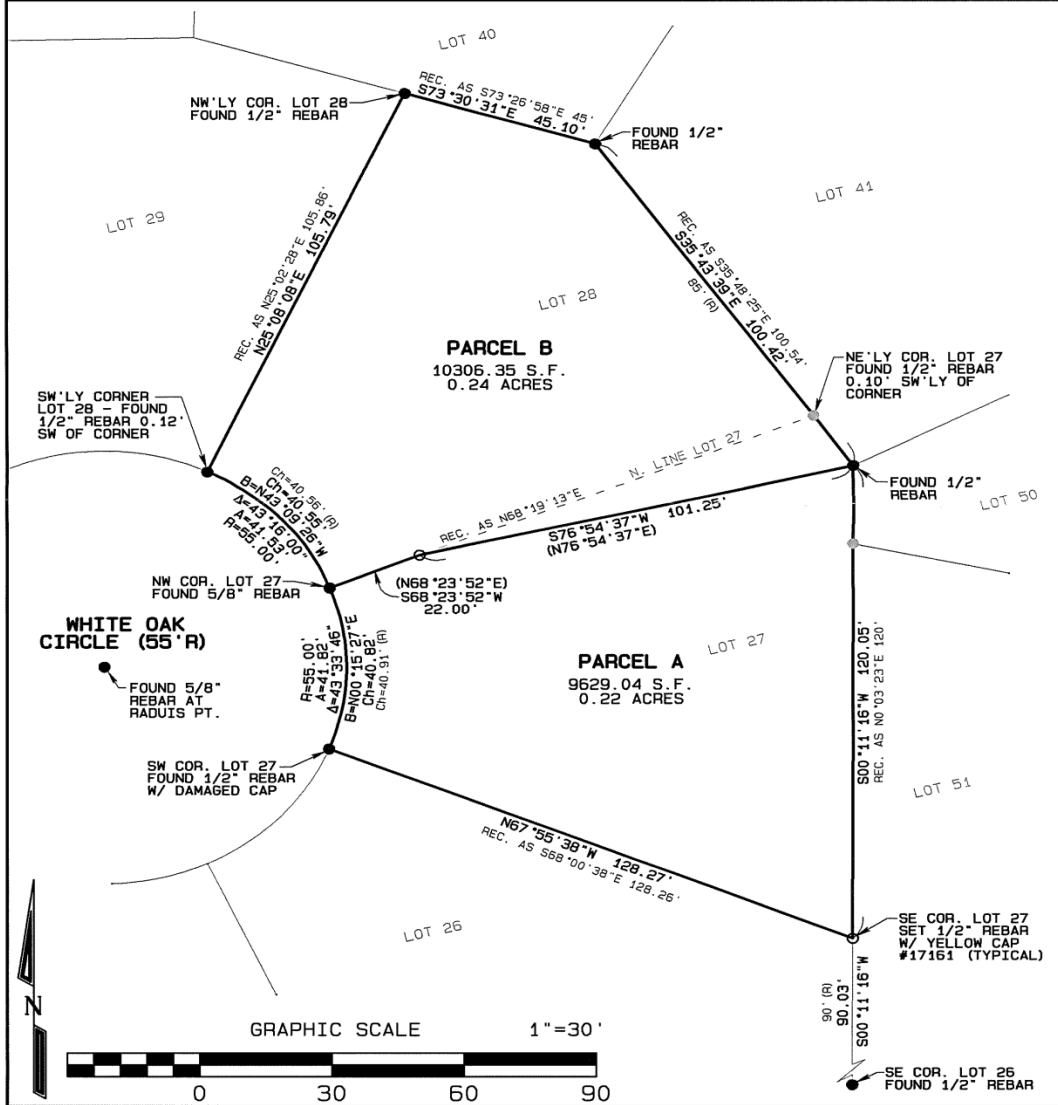 LOT 40
REC. AS S73°26'58"E 45'
S73°30'31"E 45.10'
NW'LY COR. LOT 28
FOUND 1/2" REBAR
FOUND 1/2"
REBAR
LOT 29
LOT 41
REC. AS N25°02'28"E 105.86'
N25°08'08"E 105.79'
REC. AS S35°48'25"E 100.54'
S35°43'39"E 100.42'
85' (R)
LOT 28
PARCEL B
10306.35 S.F.
0.24 ACRES
NE'LY COR. LOT 27
FOUND 1/2" REBAR
0.10' SW'LY OF
CORNER
SW'LY CORNER
LOT 28 - FOUND
1/2" REBAR 0.12'
SW OF CORNER
Ch=40.56' (R)
Ch=40.55'
B=N43°09'26"W
Δ=43°16'00"
A=41.53'
R=55.00'
REC. AS N68°19'13"E
N. LINE LOT 27
S76°54'37"W 101.25'
(N76°54'37"E)
FOUND 1/2"
REBAR
LOT 50
NW COR. LOT 27
FOUND 5/8" REBAR
(N68°23'52"E)
S68°23'52"W
22.00'
WHITE OAK
CIRCLE (55'R)
FOUND 5/8"
REBAR AT
RADUIS PT.
R=55.00'
A=41.82'
Δ=43°33'46"
B=N00°15'27"E
Ch=40.82'
Ch=40.91' (R)
LOT 27
PARCEL A
9629.04 S.F.
0.22 ACRES
S00°11'16"W 120.05'
REC. AS N0°03'23"E 120'
SW COR. LOT 27
FOUND 1/2" REBAR
W/ DAMAGED CAP
LOT 51
N67°55'38"W 128.27'
REC. AS S68°00'38"E 128.26'
LOT 26
SE COR. LOT 27
SET 1/2" REBAR
W/ YELLOW CAP
#17161 (TYPICAL)
S00°11'16"W
90.03'
90' (R)
N
GRAPHIC SCALE 1"=30'
0 30 60 90
SE COR. LOT 26
FOUND 1/2" REBAR